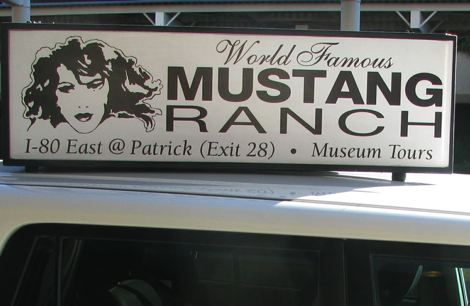 World Famous
MUSTANG
RANCH
I-80 East @ Patrick (Exit 28) • Museum Tours